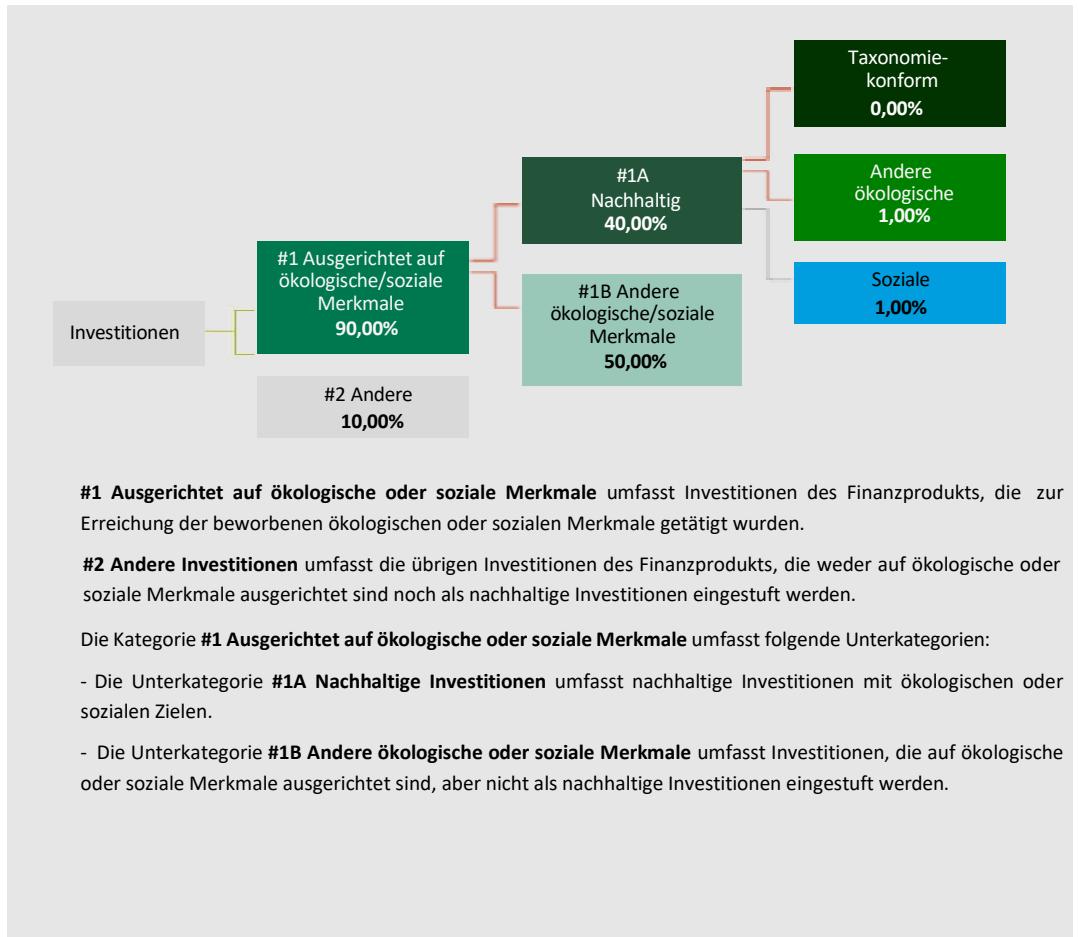 Taxonomie-
konform
0,00%
#1A
Nachhaltig
40,00%
Andere
ökologische
1,00%
#1 Ausgerichtet auf
ökologische/soziale
Merkmale
90,00%
#1B Andere
ökologische/soziale
Merkmale
50,00%
Soziale
1,00%
Investitionen
#2 Andere
10,00%
#1 Ausgerichtet auf ökologische oder soziale Merkmale umfasst Investitionen des Finanzprodukts, die zur
Erreichung der beworbenen ökologischen oder sozialen Merkmale getätigt wurden.
#2 Andere Investitionen umfasst die übrigen Investitionen des Finanzprodukts, die weder auf ökologische oder
soziale Merkmale ausgerichtet sind noch als nachhaltige Investitionen eingestuft werden.
Die Kategorie #1 Ausgerichtet auf ökologische oder soziale Merkmale umfasst folgende Unterkategorien:
- Die Unterkategorie #1A Nachhaltige Investitionen umfasst nachhaltige Investitionen mit ökologischen oder
sozialen Zielen.
- Die Unterkategorie #1B Andere ökologische oder soziale Merkmale umfasst Investitionen, die auf ökologische
oder soziale Merkmale ausgerichtet sind, aber nicht als nachhaltige Investitionen eingestuft werden.